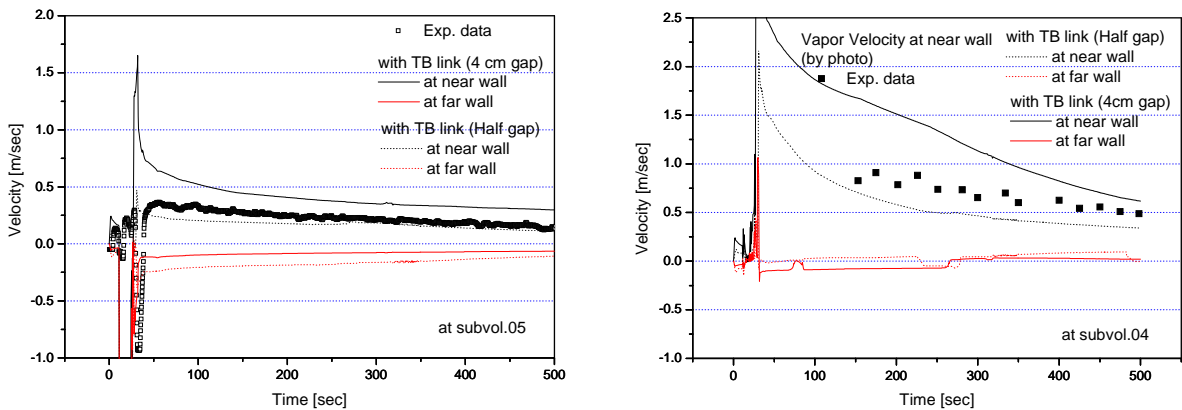 2.0
1.5
1.0
0.5
0.0
-0.5
-1.0
Velocity [m/sec]
0
100
200
300
400
500
Time [sec]
Exp. data
with TB link (4 cm gap)
at near wall
at far wall
with TB link (Half gap)
at near wall
at far wall
at subvol.05
2.5
2.0
1.5
1.0
0.5
0.0
-0.5
-1.0
Velocity [m/sec]
0
100
200
300
400
500
Time [sec]
Vapor Velocity at near wall
(by photo)
Exp. data
with TB link (Half gap)
at near wall
at far wall
with TB link (4cm gap)
at near wall
at far wall
at subvol.04